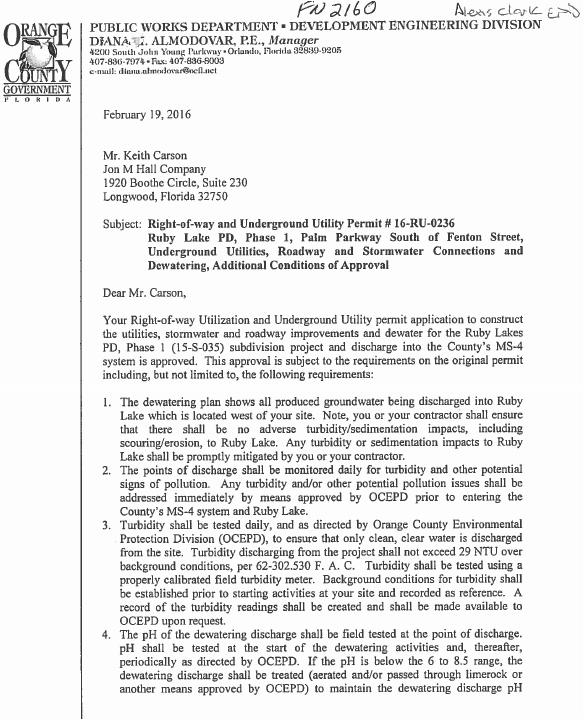 FN 2160
Alexis Clark EPD
ORANGE
COUNTY
GOVERNMENT
FLORIDA
PUBLIC WORKS DEPARTMENT ▪ DEVELOPMENT ENGINEERING DIVISION
DIANA ALMODOVAR, P.E., Manager
4200 South John Young Parkway • Orlando, Florida 32839-9205
407-836-7974 • Fax: 407-836-8003
e-mail: diana.almodovar@ocfl.net
February 19, 2016
Mr. Keith Carson
Jon M Hall Company
1920 Boothe Circle, Suite 230
Longwood, Florida 32750
Subject: Right-of-way and Underground Utility Permit # 16-RU-0236
Ruby Lake PD, Phase 1, Palm Parkway South of Fenton Street,
Underground Utilities, Roadway and Stormwater Connections and
Dewatering, Additional Conditions of Approval
Dear Mr. Carson,
Your Right-of-way Utilization and Underground Utility permit application to construct
the utilities, stormwater and roadway improvements and dewater for the Ruby Lakes
PD, Phase 1 (15-S-035) subdivision project and discharge into the County's MS-4
system is approved. This approval is subject to the requirements on the original permit
including, but not limited to, the following requirements:
1. The dewatering plan shows all produced groundwater being discharged into Ruby
Lake which is located west of your site. Note, you or your contractor shall ensure
that there shall be no adverse turbidity/sedimentation impacts, including
scouring/erosion, to Ruby Lake. Any turbidity or sedimentation impacts to Ruby
Lake shall be promptly mitigated by you or your contractor.
2. The points of discharge shall be monitored daily for turbidity and other potential
signs of pollution. Any turbidity and/or other potential pollution issues shall be
addressed immediately by means approved by OCEPD prior to entering the
County's MS-4 system and Ruby Lake.
3. Turbidity shall be tested daily, and as directed by Orange County Environmental
Protection Division (OCEPD), to ensure that only clean, clear water is discharged
from the site. Turbidity discharging from the project shall not exceed 29 NTU over
background conditions, per 62-302.530 F. A. C. Turbidity shall be tested using a
properly calibrated field turbidity meter. Background conditions for turbidity shall
be established prior to starting activities at your site and recorded as reference. A
record of the turbidity readings shall be created and shall be made available to
OCEPD upon request.
4. The pH of the dewatering discharge shall be field tested at the point of discharge.
pH shall be tested at the start of the dewatering activities and, thereafter,
periodically as directed by OCEPD. If the pH is below the 6 to 8.5 range, the
dewatering discharge shall be treated (aerated and/or passed through limerock or
another means approved by OCEPD) to maintain the dewatering discharge pH